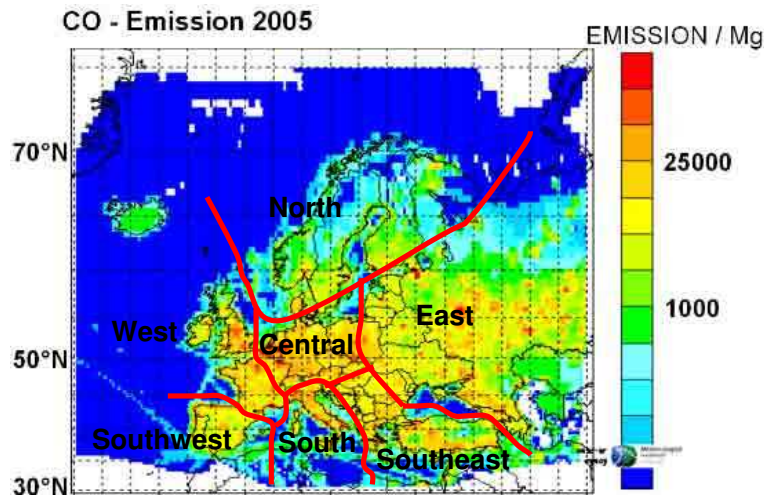 CO - Emission 2005
EMISSION / Mg
70°N
25000
North
1000
West
East
Central
50°N
Southwest
South
Southeast
30°N